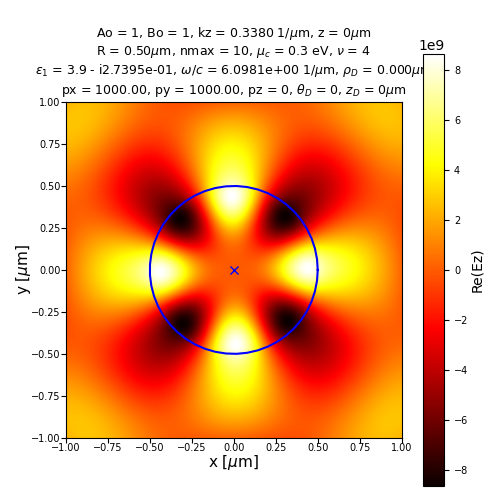 Ao = 1, Bo = 1, kz = 0.3380 1/μm, z = 0μm
R = 0.50μm, nmax = 10, μc = 0.3 eV, ν = 4
ε1 = 3.9 - i2.7395e-01, ω/c = 6.0981e+00 1/μm, ρD = 0.000μm
px = 1000.00, py = 1000.00, pz = 0, θD = 0, zD = 0μm
1e9
1.00
0.75
0.50
0.25
0.00
−0.25
−0.50
−0.75
−1.00
y [μm]
−1.00 −0.75 −0.50 −0.25 0.00 0.25 0.50 0.75 1.00
x [μm]
8
6
4
2
0
−2
−4
−6
−8
Re(Ez)